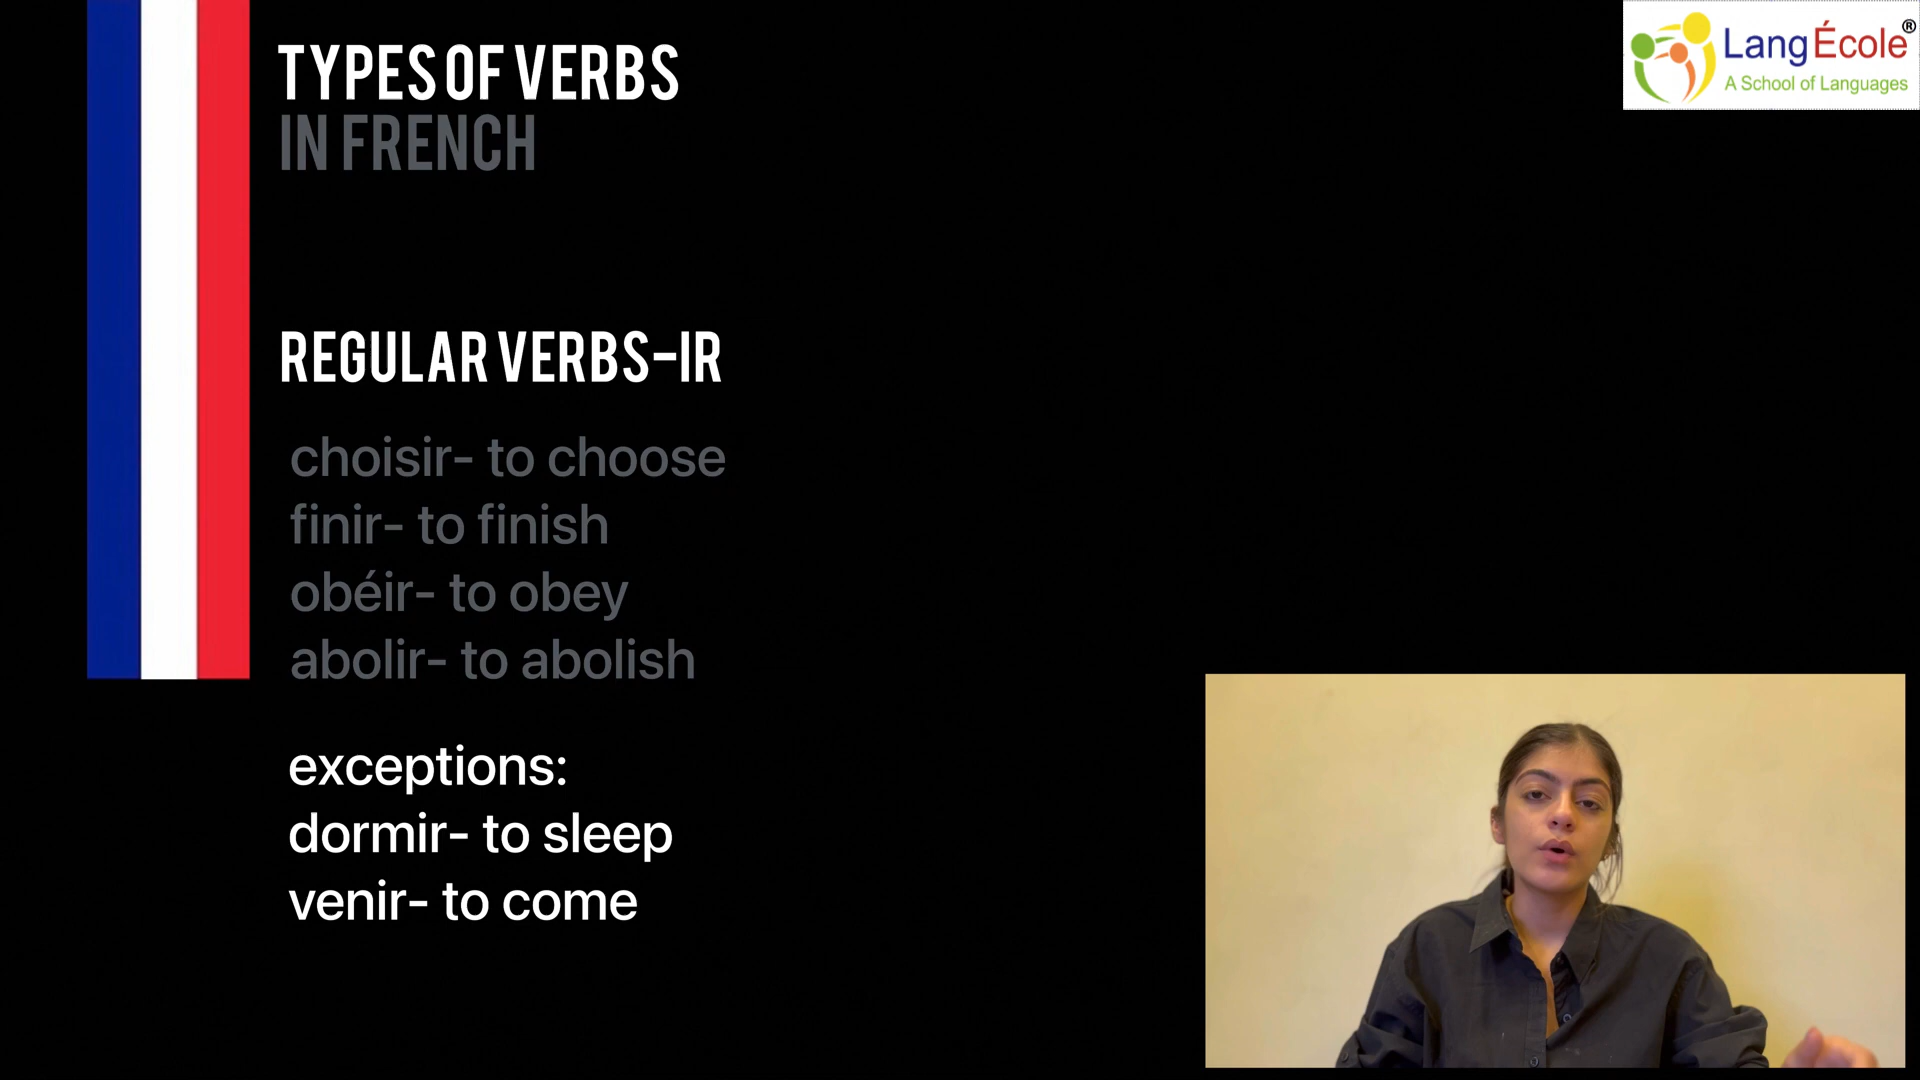 TYPES OF VERBS
IN FRENCH
LangÉcole®
A School of Languages
REGULAR VERBS-IR
choisir- to choose
finir- to finish
obéir- to obey
abolir- to abolish
exceptions:
dormir- to sleep
venir- to come